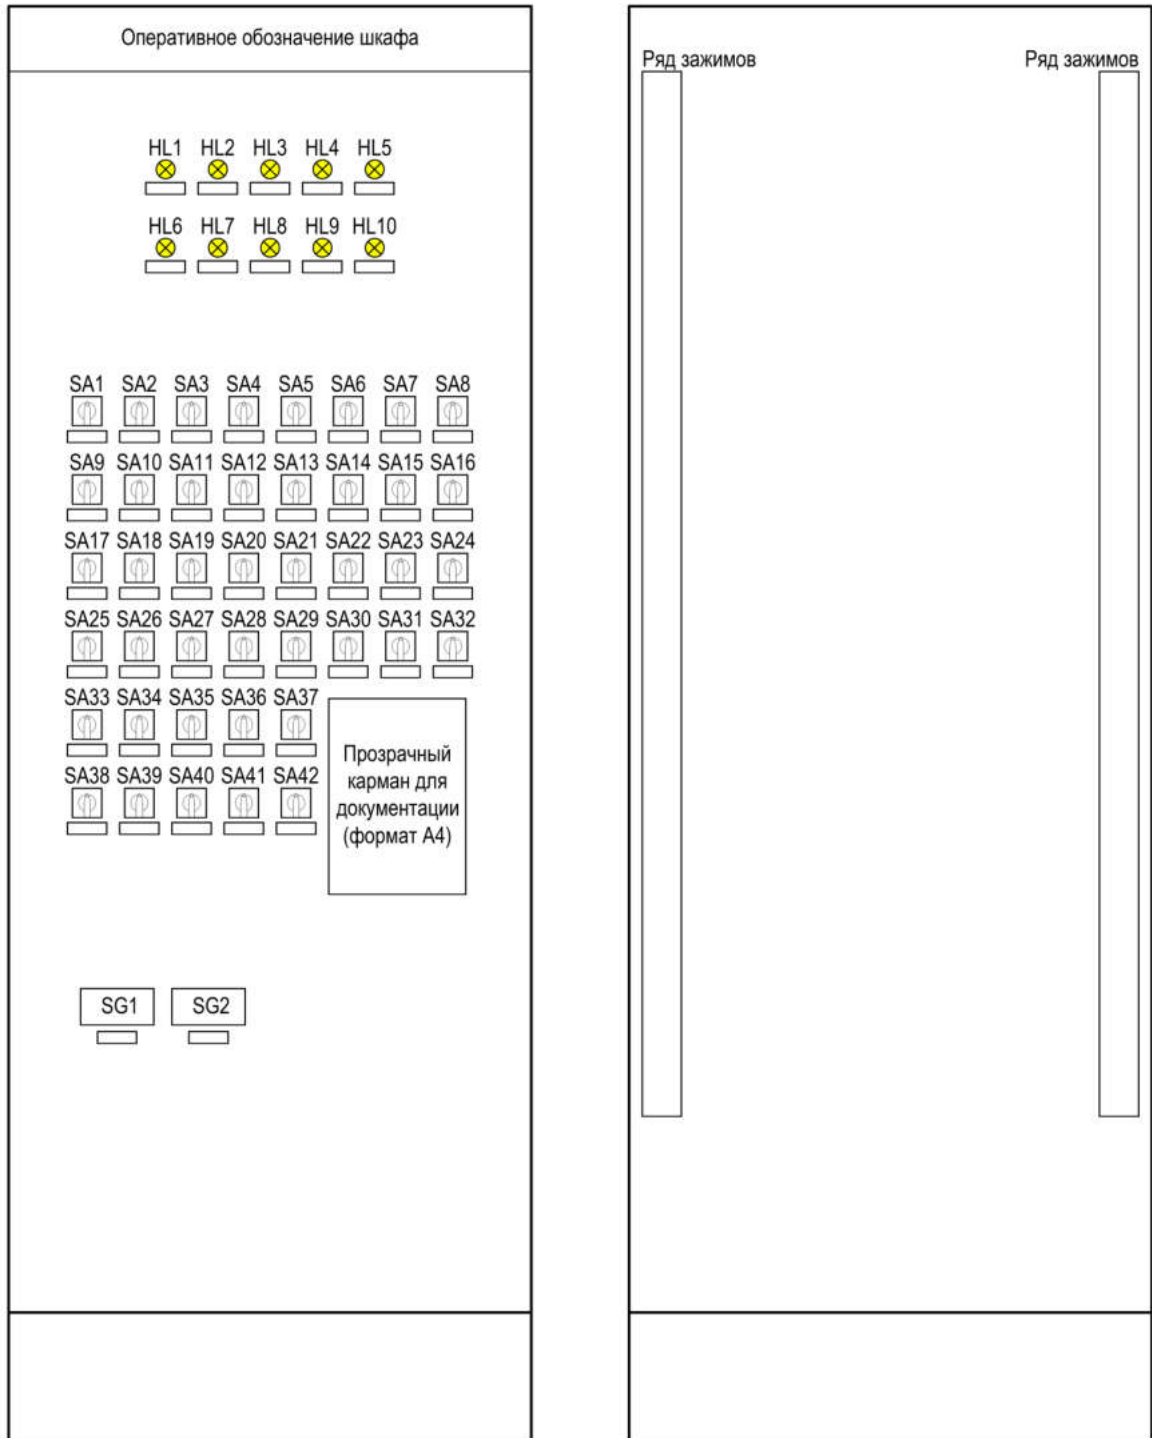 Оперативное обозначение шкафа
Ряд зажимов Ряд зажимов
HL1 HL2 HL3 HL4 HL5
HL6 HL7 HL8 HL9 HL10
SA1 SA2 SA3 SA4 SA5 SA6 SA7 SA8
SA9 SA10 SA11 SA12 SA13 SA14 SA15 SA16
SA17 SA18 SA19 SA20 SA21 SA22 SA23 SA24
SA25 SA26 SA27 SA28 SA29 SA30 SA31 SA32
SA33 SA34 SA35 SA36 SA37
SA38 SA39 SA40 SA41 SA42
Прозрачный
карман для
документации
(формат А4)
SG1 SG2